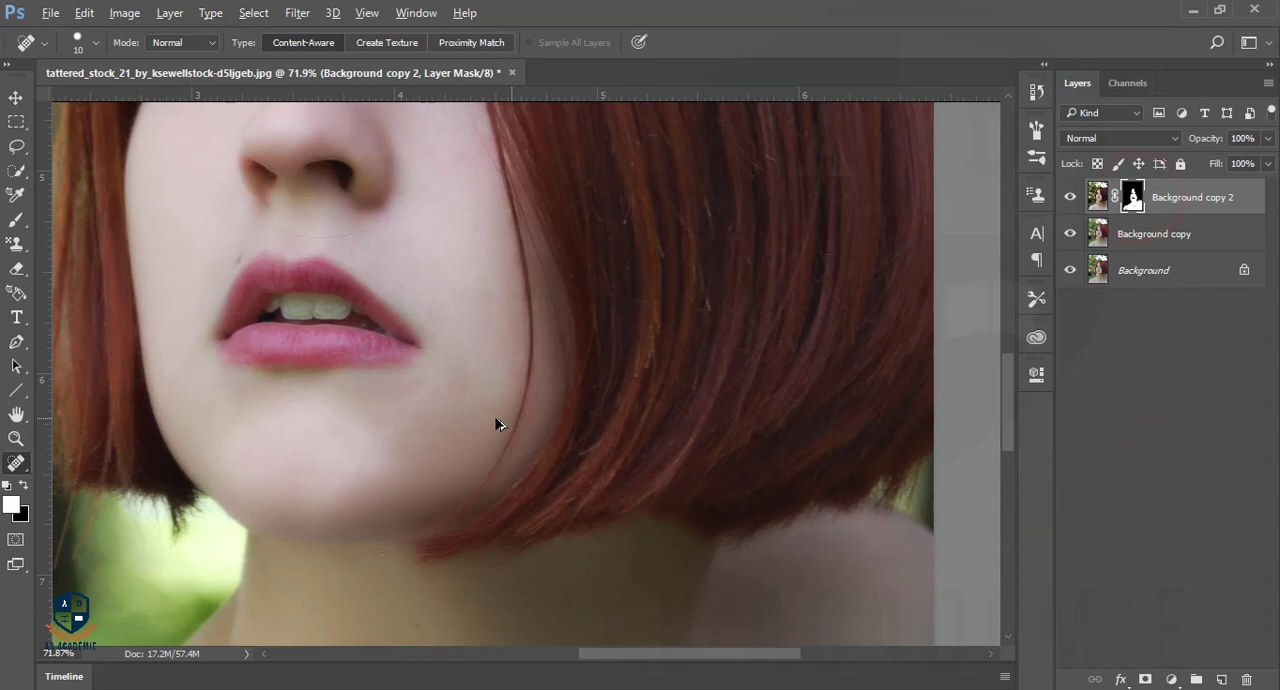 Ps File Edit Image Layer Type Select Filter 3D View Window Help
10 Mode: Normal Type: Content-Aware Create Texture Proximity Match Sample All Layers
tattered_stock_21_by_ksewellstock-d5ljgeb.jpg @ 71.9% (Background copy 2, Layer Mask/8) * ×
3 4 5 6
5
6
7
Layers Channels
Kind
Normal Opacity: 100%
Lock: Fill: 100%
Background copy 2
Background copy
Background
71.87% Doc: 17.2M/57.4M
Timeline